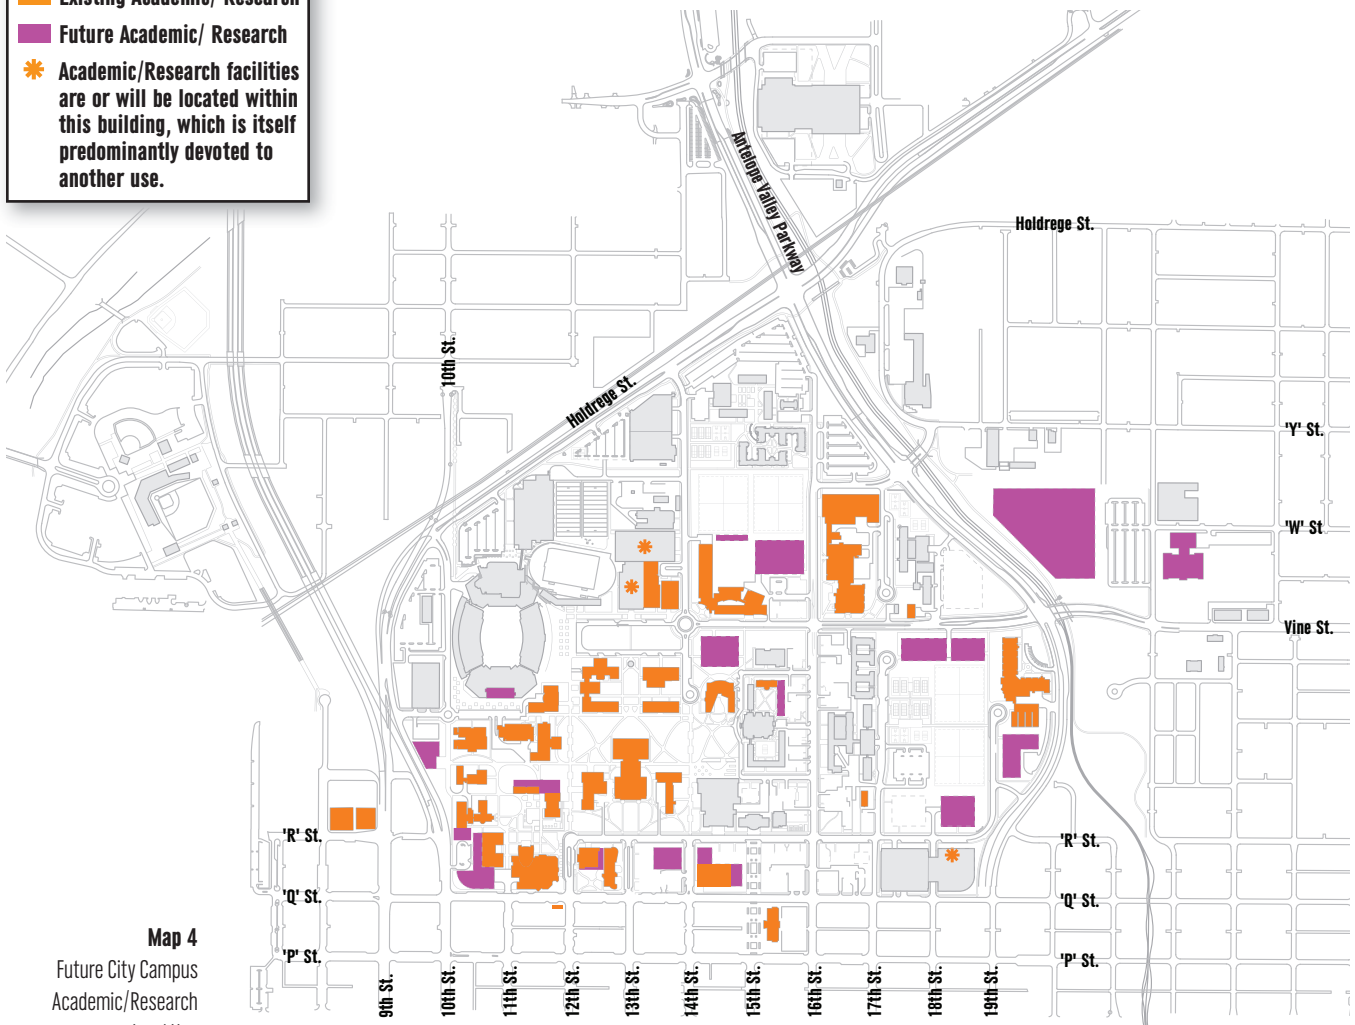 Existing Academic/ Research
Future Academic/ Research
Academic/Research facilities
are or will be located within
this building, which is itself
predominantly devoted to
another use.
Antelope Valley Parkway
Holdrege St.
10th St.
Holdrege St.
'Y' St.
'W' St
Vine St.
'R' St.
'R' St.
'Q' St.
'Q' St.
'P' St.
'P' St.
9th St.
10th St.
11th St.
12th St.
13th St.
14th St.
15th St.
16th St.
17th St.
18th St.
19th St.
Map 4
Future City Campus
Academic/Research